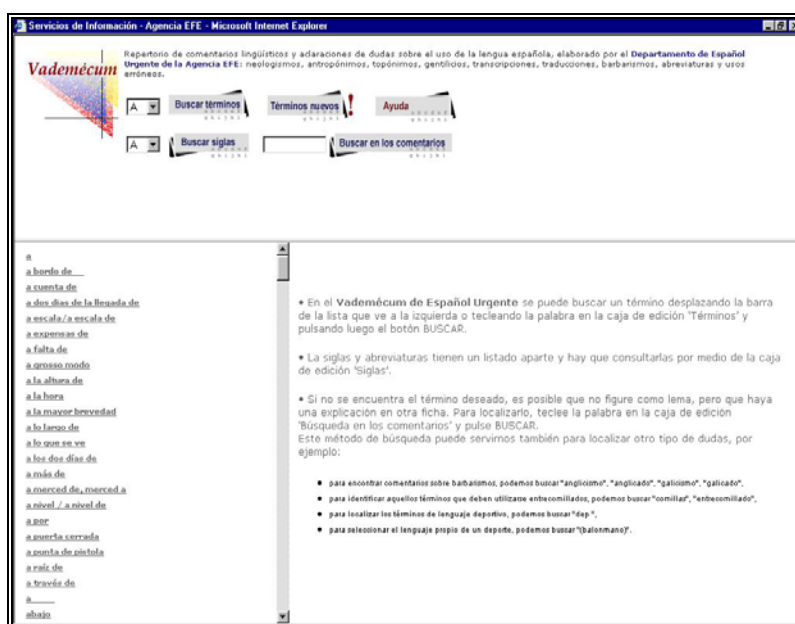 Servicios de Información - Agencia EFE - Microsoft Internet Explorer
Vademécum
Repertorio de comentarios lingüísticos y aclaraciones de dudas sobre el uso de la lengua española, elaborado por el Departamento de Español
Urgente de la Agencia EFE: neologismos, antropónimos, topónimos, gentilicios, transcripciones, traducciones, barbarismos, abreviaturas y usos
erróneos.
A Buscar términos Términos nuevos ! Ayuda
A Buscar siglas Buscar en los comentarios
a
a bordo de
a cuenta de
a dos días de la llegada de
a escala/a escala de
a expensas de
a falta de
a grosso modo
a la altura de
a la hora
a la mayor brevedad
a lo largo de
a lo que se ve
a los dos días de
a más de
a merced de, merced a
a nivel / a nivel de
a por
a puerta cerrada
a punta de pistola
a raíz de
a través de
a
abajo
• En el Vademécum de Español Urgente se puede buscar un término desplazando la barra
de la lista que ve a la izquierda o tecleando la palabra en la caja de edición 'Términos' y
pulsando luego el botón BUSCAR.
• La siglas y abreviaturas tienen un listado aparte y hay que consultarlas por medio de la caja
de edición 'Siglas'.
• Si no se encuentra el término deseado, es posible que no figure como lema, pero que haya
una explicación en otra ficha. Para localizarlo, teclee la palabra en la caja de edición
'Búsqueda en los comentarios' y pulse BUSCAR.
Este método de búsqueda puede servirnos también para localizar otro tipo de dudas, por
ejemplo:
• para encontrar comentarios sobre barbarismos, podemos buscar "anglicismo", "anglicado", "galicismo", "galicado",
• para identificar aquellos términos que deben utilizarse entrecomillados, podemos buscar "comillas", "entrecomillado",
• para localizar los términos de lenguaje deportivo, podemos buscar "dep ",
• para seleccionar el lenguaje propio de un deporte, podemos buscar "(balonmano)".